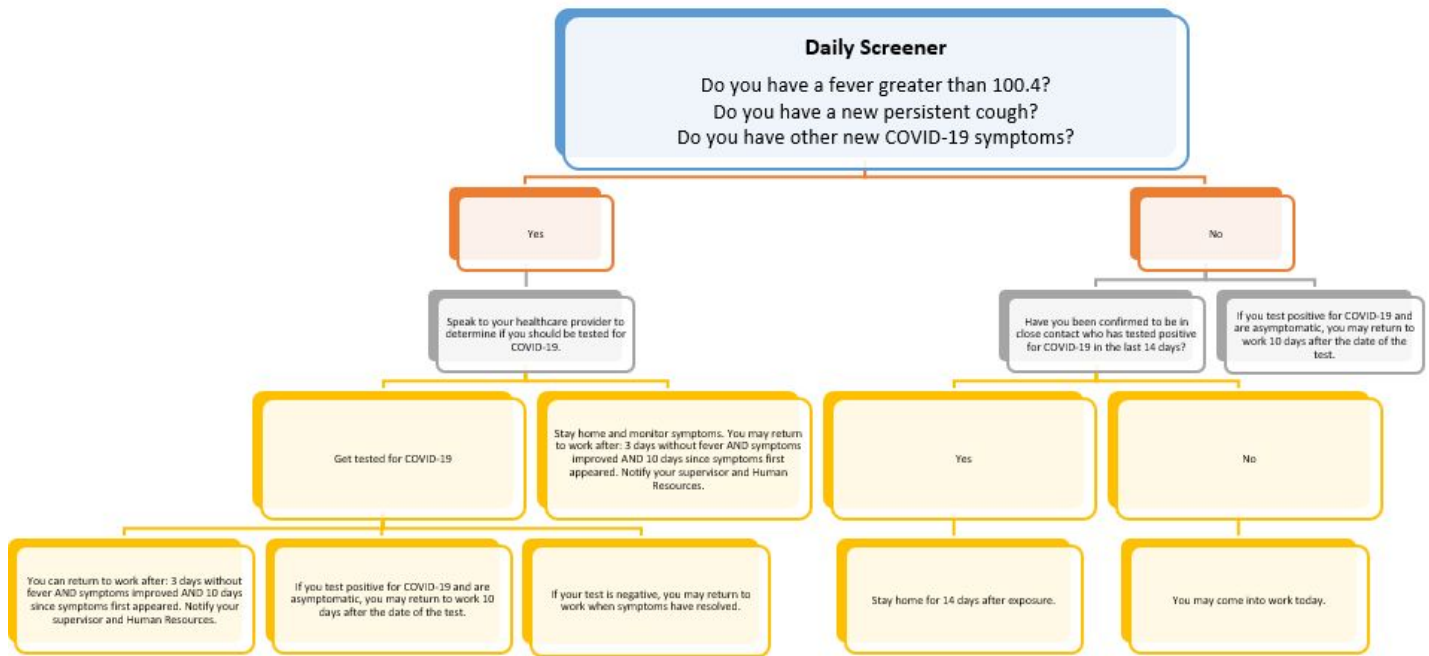 Daily Screener
Do you have a fever greater than 100.4?
Do you have a new persistent cough?
Do you have other new COVID-19 symptoms?
Yes
No
Speak to your healthcare provider to
determine if you should be tested for
COVID-19.
Have you been confirmed to be in
close contact who has tested positive
for COVID-19 in the last 14 days?
If you test positive for COVID-19 and
are asymptomatic, you may return to
work 10 days after the date of the
test.
Get tested for COVID-19
Stay home and monitor symptoms. You may return
to work after: 3 days without fever AND symptoms
improved AND 10 days since symptoms first
appeared. Notify your supervisor and Human
Resources.
Yes
No
You can return to work after: 3 days without
fever AND symptoms improved AND 10 days
since symptoms first appeared. Notify your
supervisor and Human Resources.
If you test positive for COVID-19 and are
asymptomatic, you may return to work 10
days after the date of the test.
If your test is negative, you may return to
work when symptoms have resolved.
Stay home for 14 days after exposure.
You may come into work today.